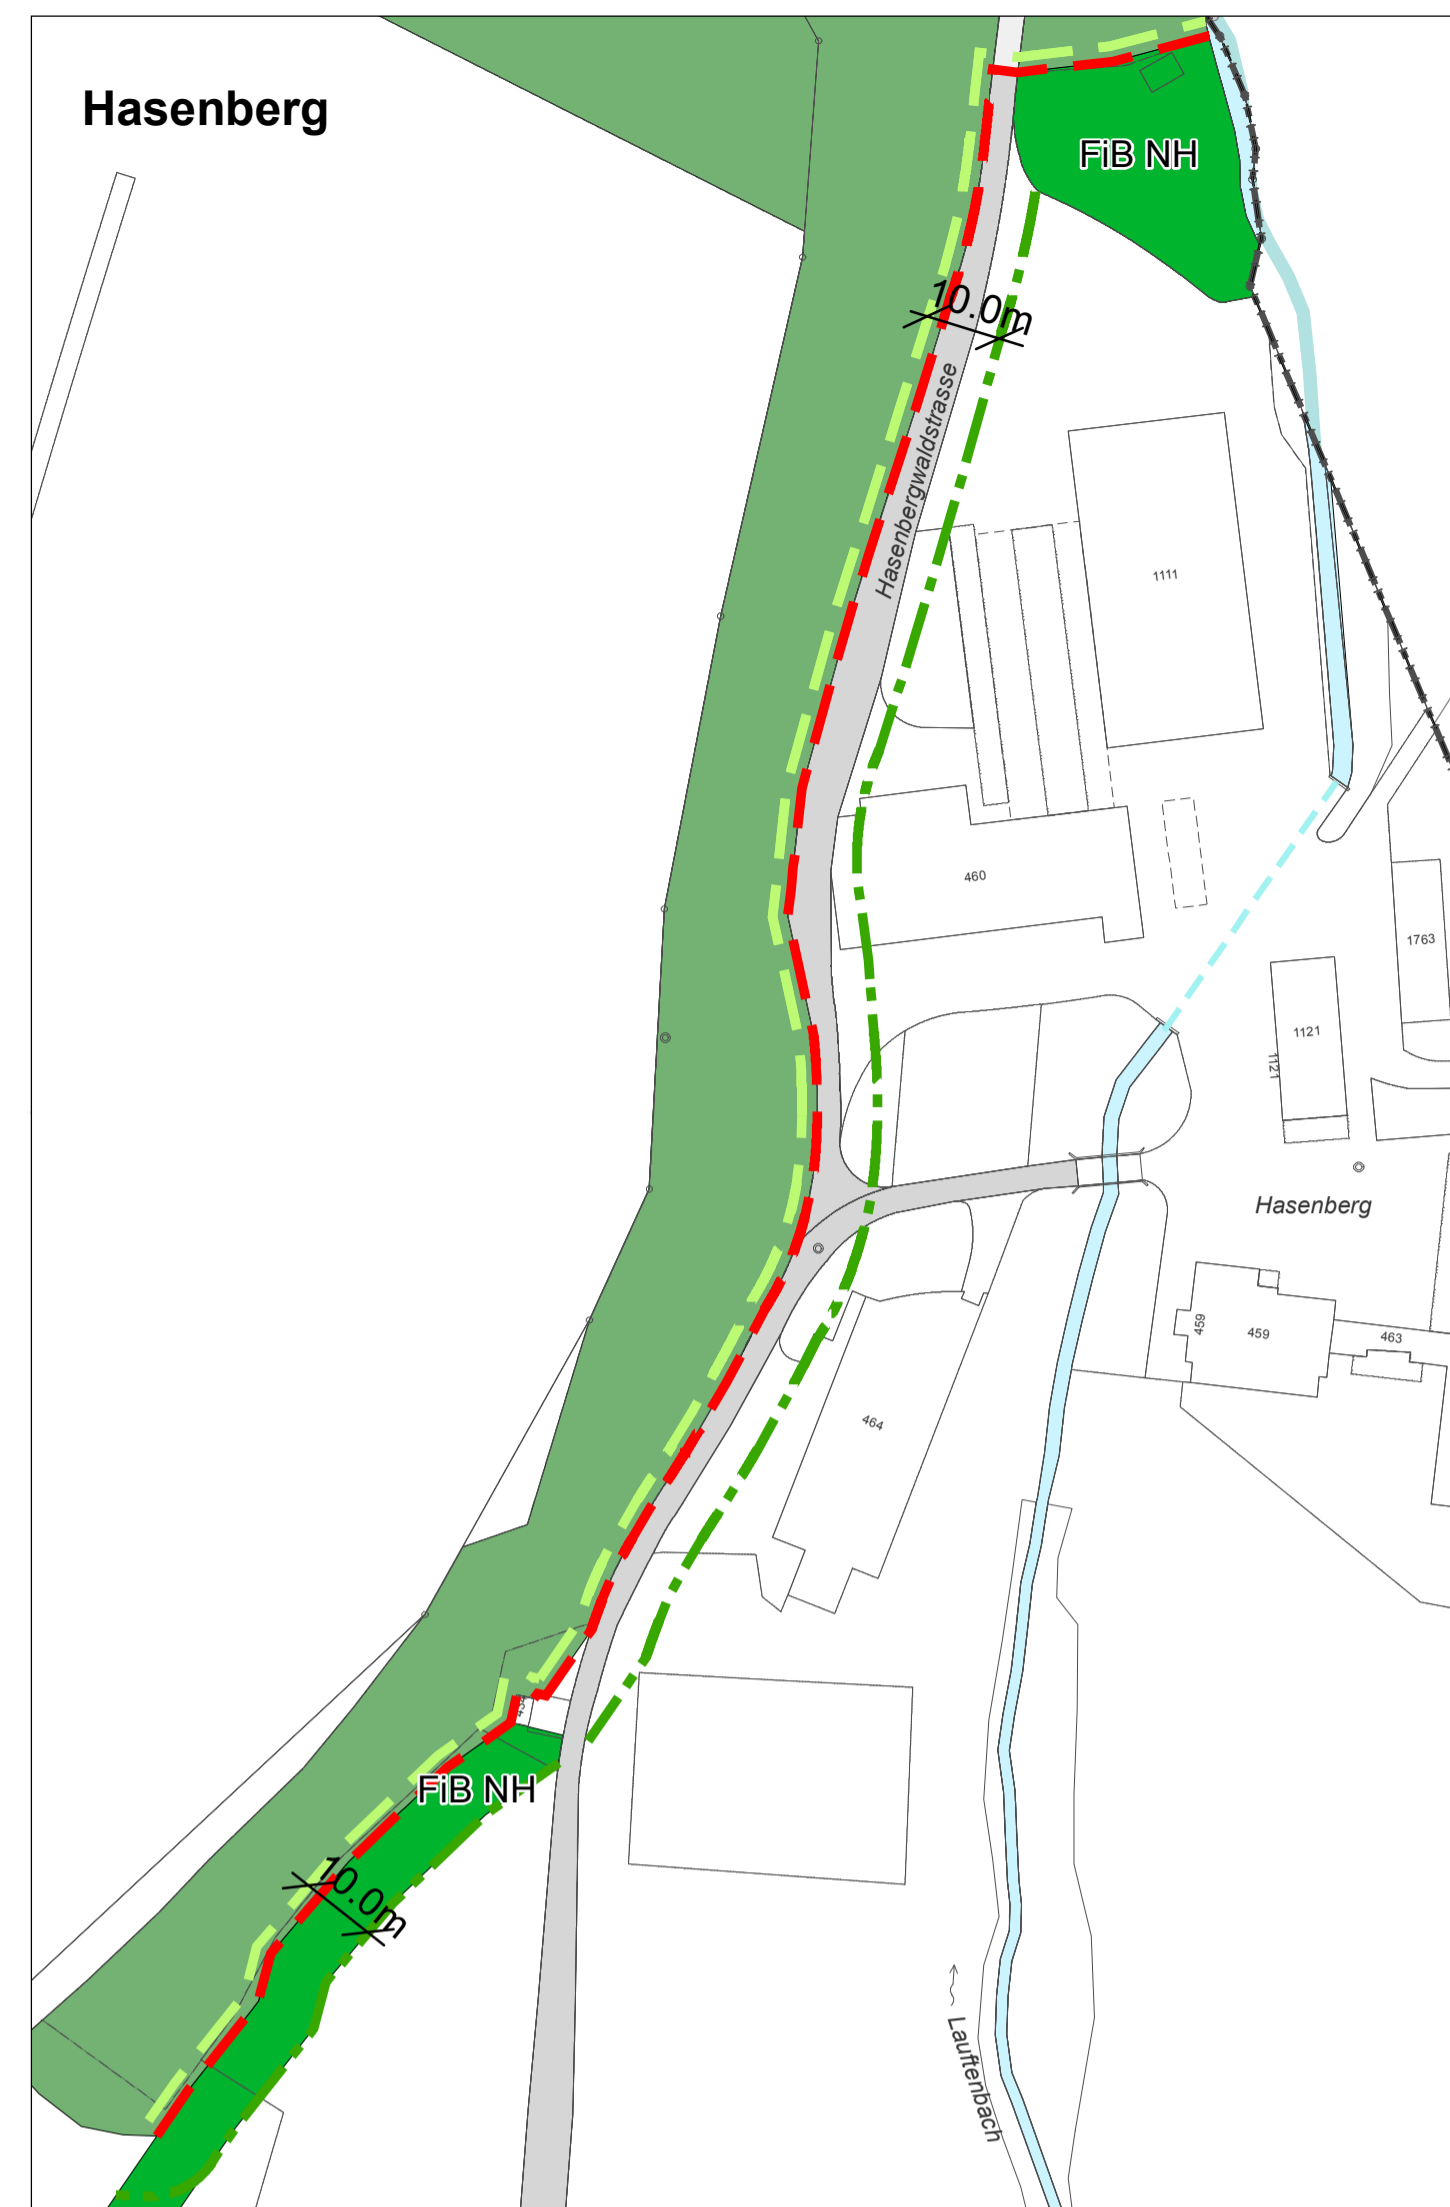 Hasenberg
FiB NH
10.0m
Hasenbergwaldstrasse
1111
460
1763
1121
1121
Hasenberg
459
459
463
464
FiB NH
10.0m
Lauftenbach